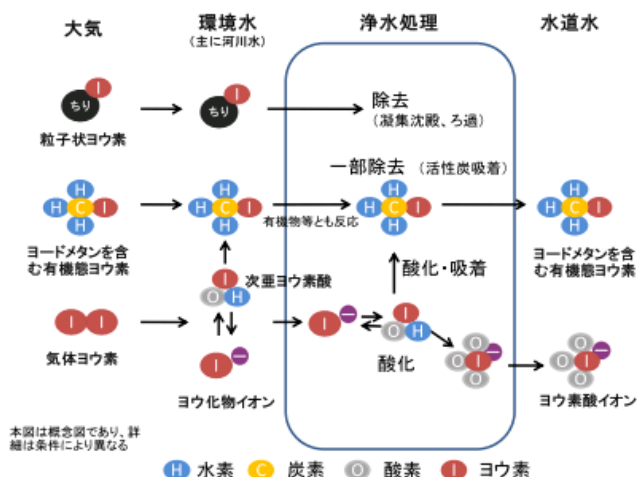 大気
環境水
(主に河川水)
浄水処理
水道水
I
ちり
I
ちり
除去
(凝集沈殿、ろ過)
粒子状ヨウ素
一部除去 (活性炭吸着)
H
H C I
H
H
H C I
H
H
H C I
H
H
H C I
H
有機物等とも反応
ヨードメタンを含
む有機態ヨウ素
ヨードメタンを含
む有機態ヨウ素
I
O H
次亜ヨウ素酸
酸化・吸着
I I
I −
I −
I
O H
O −
O I O
O
O −
O I O
O
気体ヨウ素
酸化
ヨウ化物イオン
ヨウ素酸イオン
本図は概念図であり、詳
細は条件により異なる
H 水素 C 炭素 O 酸素 I ヨウ素